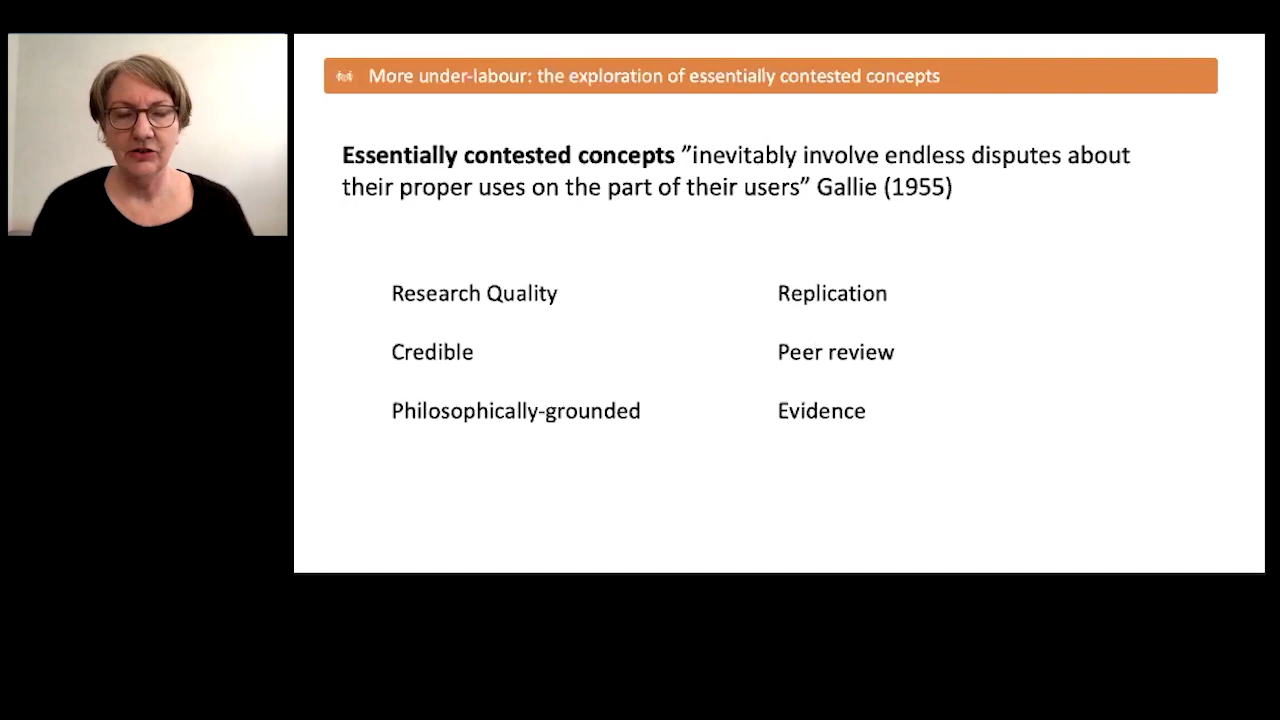 More under-labour: the exploration of essentially contested concepts
Essentially contested concepts ”inevitably involve endless disputes about
their proper uses on the part of their users” Gallie (1955)
Research Quality
Replication
Credible
Peer review
Philosophically-grounded
Evidence